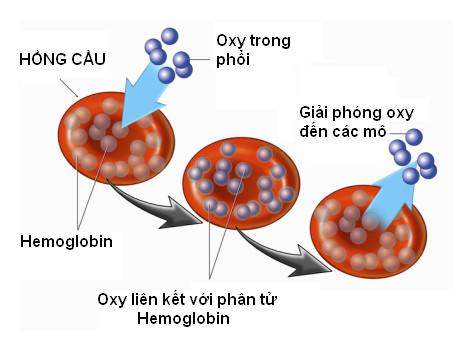 Oxy trong
phổi
HỒNG CẦU
Giải phóng oxy
đến các mô
Hemoglobin
Oxy liên kết với phân tử
Hemoglobin